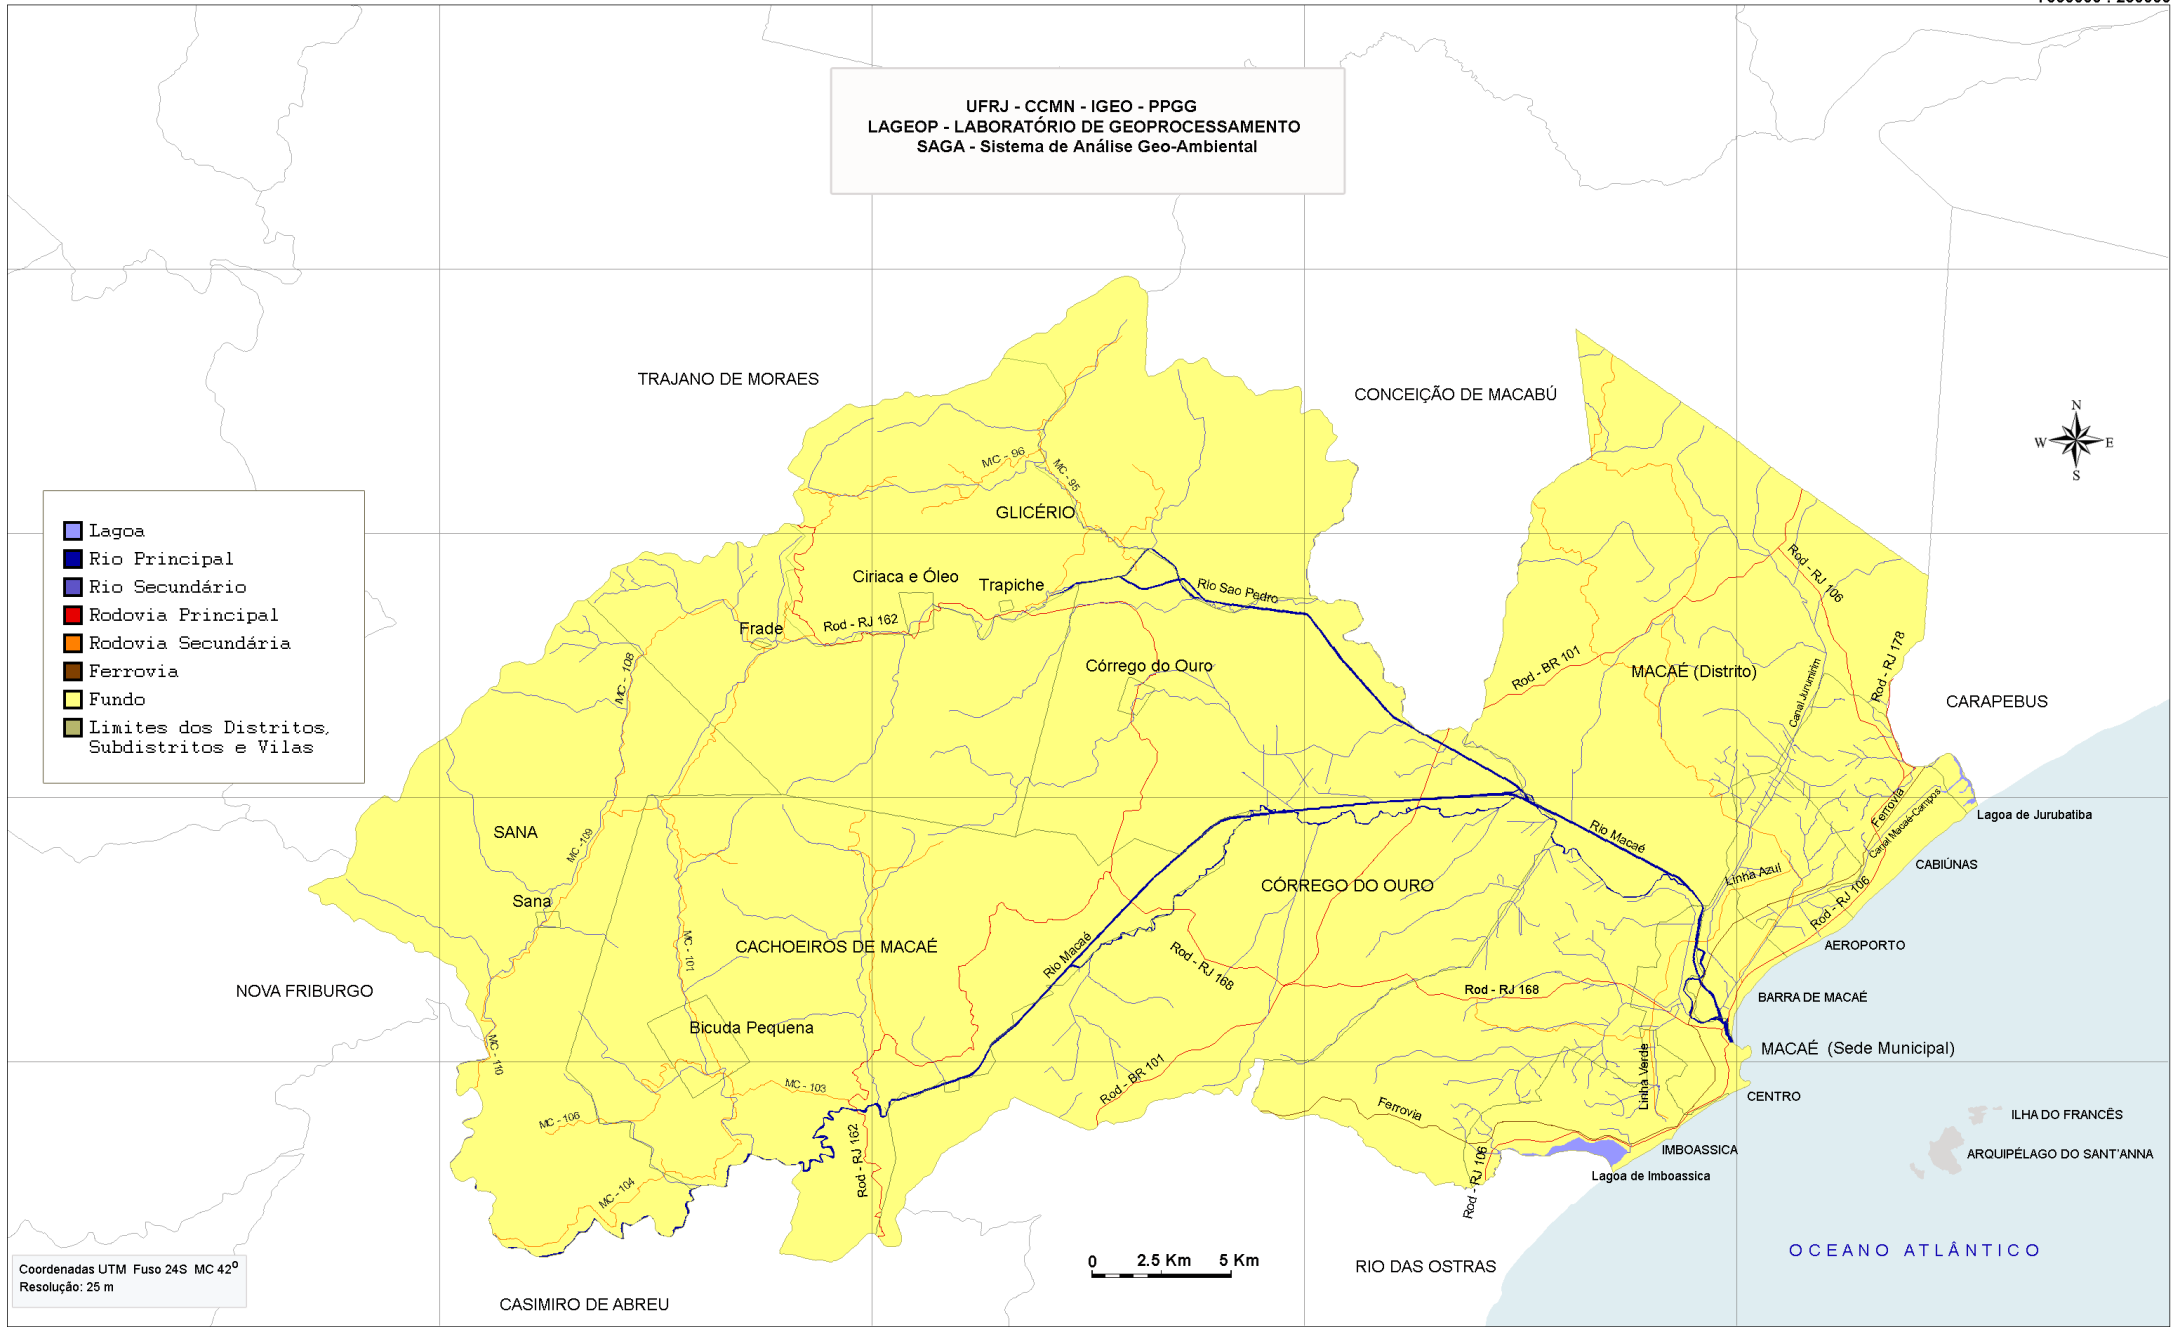 UFRJ - CCMN - IGEO - PPGG
LAGEOP - LABORATÓRIO DE GEOPROCESSAMENTO
SAGA - Sistema de Análise Geo-Ambiental
TRAJANO DE MORAES
CONCEIÇÃO DE MACABÚ
N
W
E
S
MC - 96
MC - 95
GLICÉRIO
Lagoa
Rio Principal
Rio Secundário
Rodovia Principal
Rodovia Secundária
Ferrovia
Fundo
Limites dos Distritos,
Subdistritos e Vilas
Ciriaca e Óleo
Trapiche
Rio Sao Pedro
Rod - RJ 106
Frade
Rod - RJ 162
Córrego do Ouro
MC - 108
Rod - BR 101
MACAÉ (Distrito)
Canal Jurumirim
Rod - RJ 178
CARAPEBUS
SANA
MC -109
Rio Macaé
Ferrovia
Canal Macaé-Campos
Lagoa de Jurubatiba
CABIÚNAS
Linha Azul
CÓRREGO DO OURO
Sana
Rod - RJ 106
CACHOEIROS DE MACAÉ
MC - 101
Rio Macaé
Rod - RJ 168
AEROPORTO
NOVA FRIBURGO
Rod - RJ 168
BARRA DE MACAÉ
Bicuda Pequena
MC - 110
MACAÉ (Sede Municipal)
MC - 103
Rod - BR 101
Linha Verde
CENTRO
Ferrovia
MC - 106
ILHA DO FRANCÊS
Rod - RJ 162
IMBOASSICA
ARQUIPÉLAGO DO SANT'ANNA
MC - 104
Rod - RJ 106
Lagoa de Imboassica
OCEANO ATLÂNTICO
0 2.5 Km 5 Km
RIO DAS OSTRAS
Coordenadas UTM Fuso 24S MC 42º
Resolução: 25 m
CASIMIRO DE ABREU